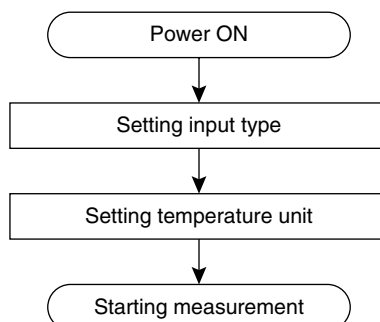 Power ON
Setting input type
Setting temperature unit
Starting measurement